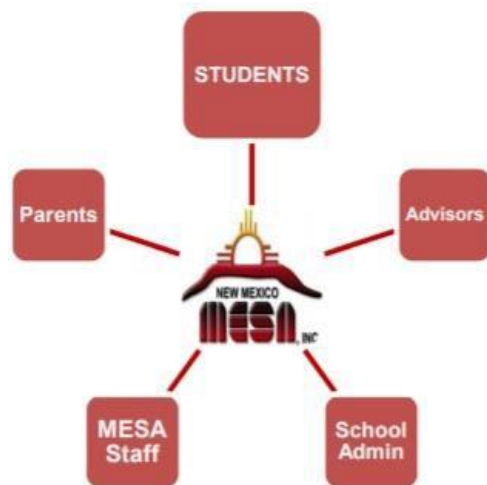 STUDENTS
Parents
Advisors
NEW MEXICO
MESA, INC
MESA
Staff
School
Admin